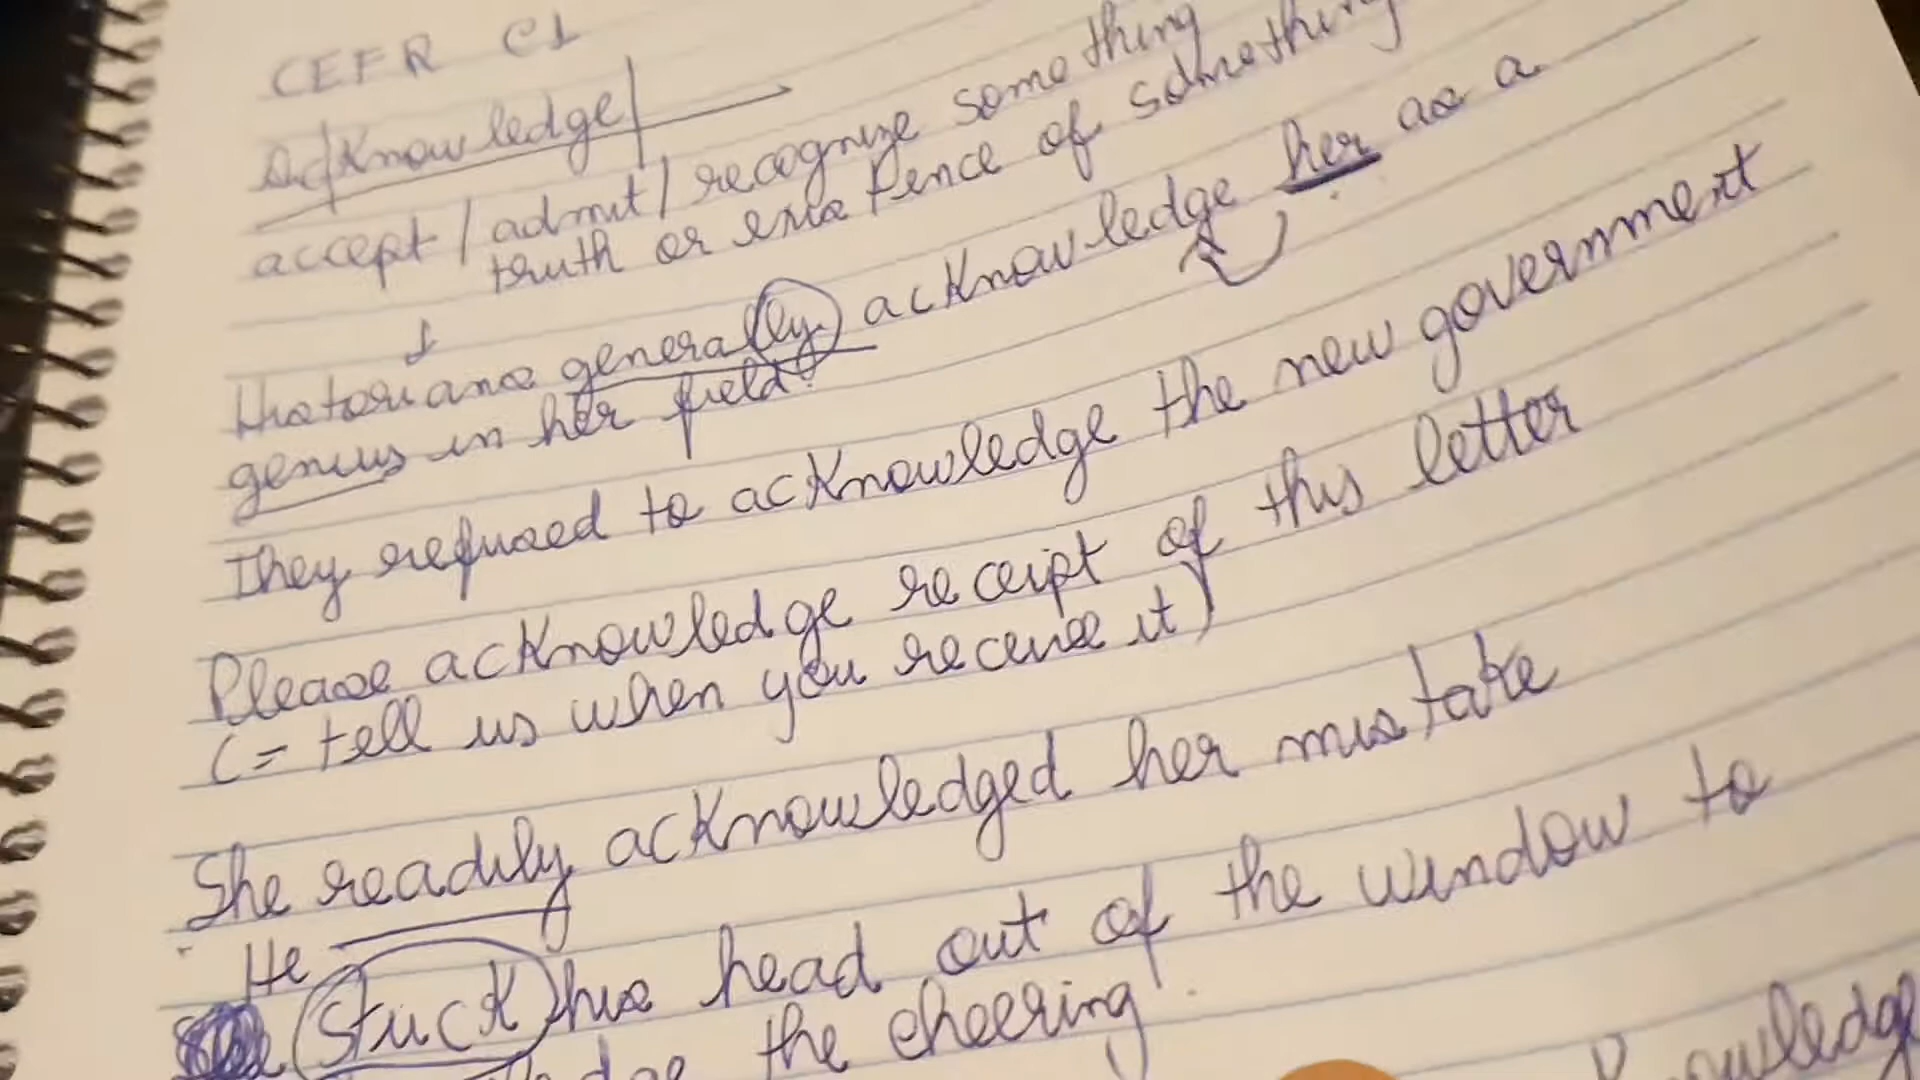 CEFR C1
Acknowledge
accept / admit / recognize something
truth or existence of something
Historians generally acknowledge her as a
genius in her field.
They refused to acknowledge the new government
Please acknowledge receipt of this letter
(= tell us when you receive it)
She readily acknowledged her mistake
He
stuck his head out of the window to
the cheering